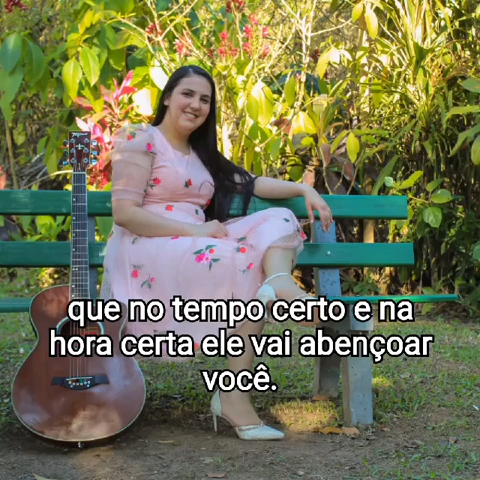 que no tempo certo e na
hora certa ele vai abençoar
você.